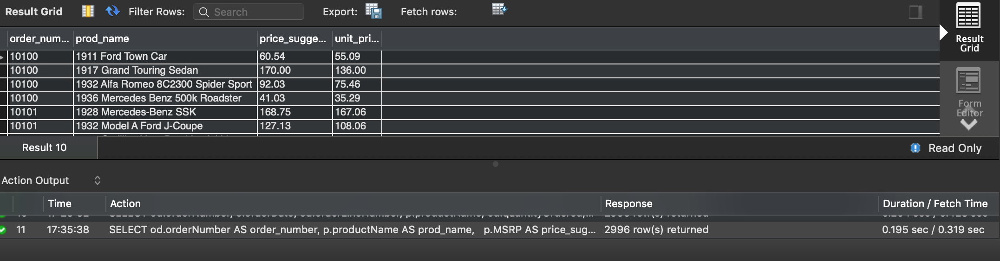 Result Grid Filter Rows: Search Export: Fetch rows:
order_num... prod_name price_sugge... unit_pri...
10100 1911 Ford Town Car 60.54 55.09
10100 1917 Grand Touring Sedan 170.00 136.00
10100 1932 Alfa Romeo 8C2300 Spider Sport 92.03 75.46
10100 1936 Mercedes Benz 500k Roadster 41.03 35.29
10101 1928 Mercedes-Benz SSK 168.75 167.06
10101 1932 Model A Ford J-Coupe 127.13 108.06
Result
Grid
Form
Editor
Result 10 Read Only
Action Output
Time Action Response Duration / Fetch Time
11 17:35:38 SELECT od.orderNumber AS order_number, p.productName AS prod_name, p.MSRP AS price_sug... 2996 row(s) returned 0.195 sec / 0.319 sec